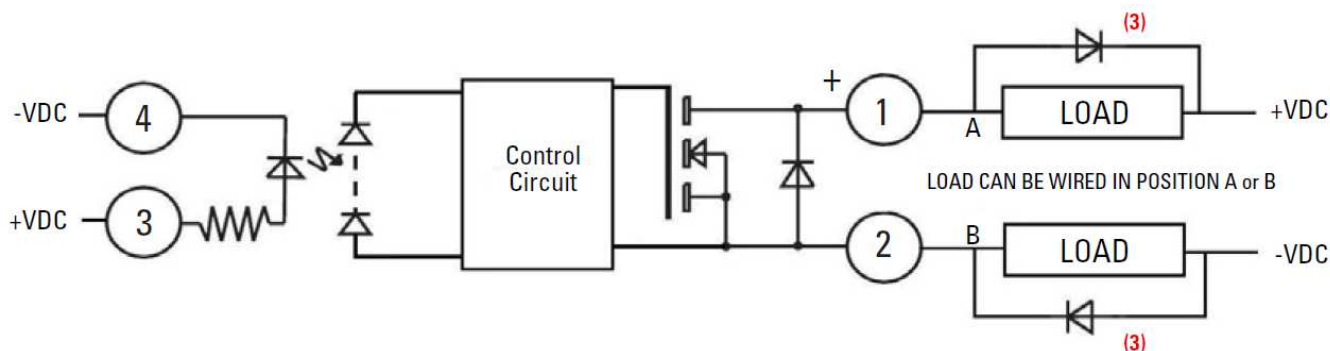 (3)
+
-VDC
4
1
A
LOAD
+VDC
Control
Circuit
LOAD CAN BE WIRED IN POSITION A or B
+VDC
3
2
B
LOAD
-VDC
(3)